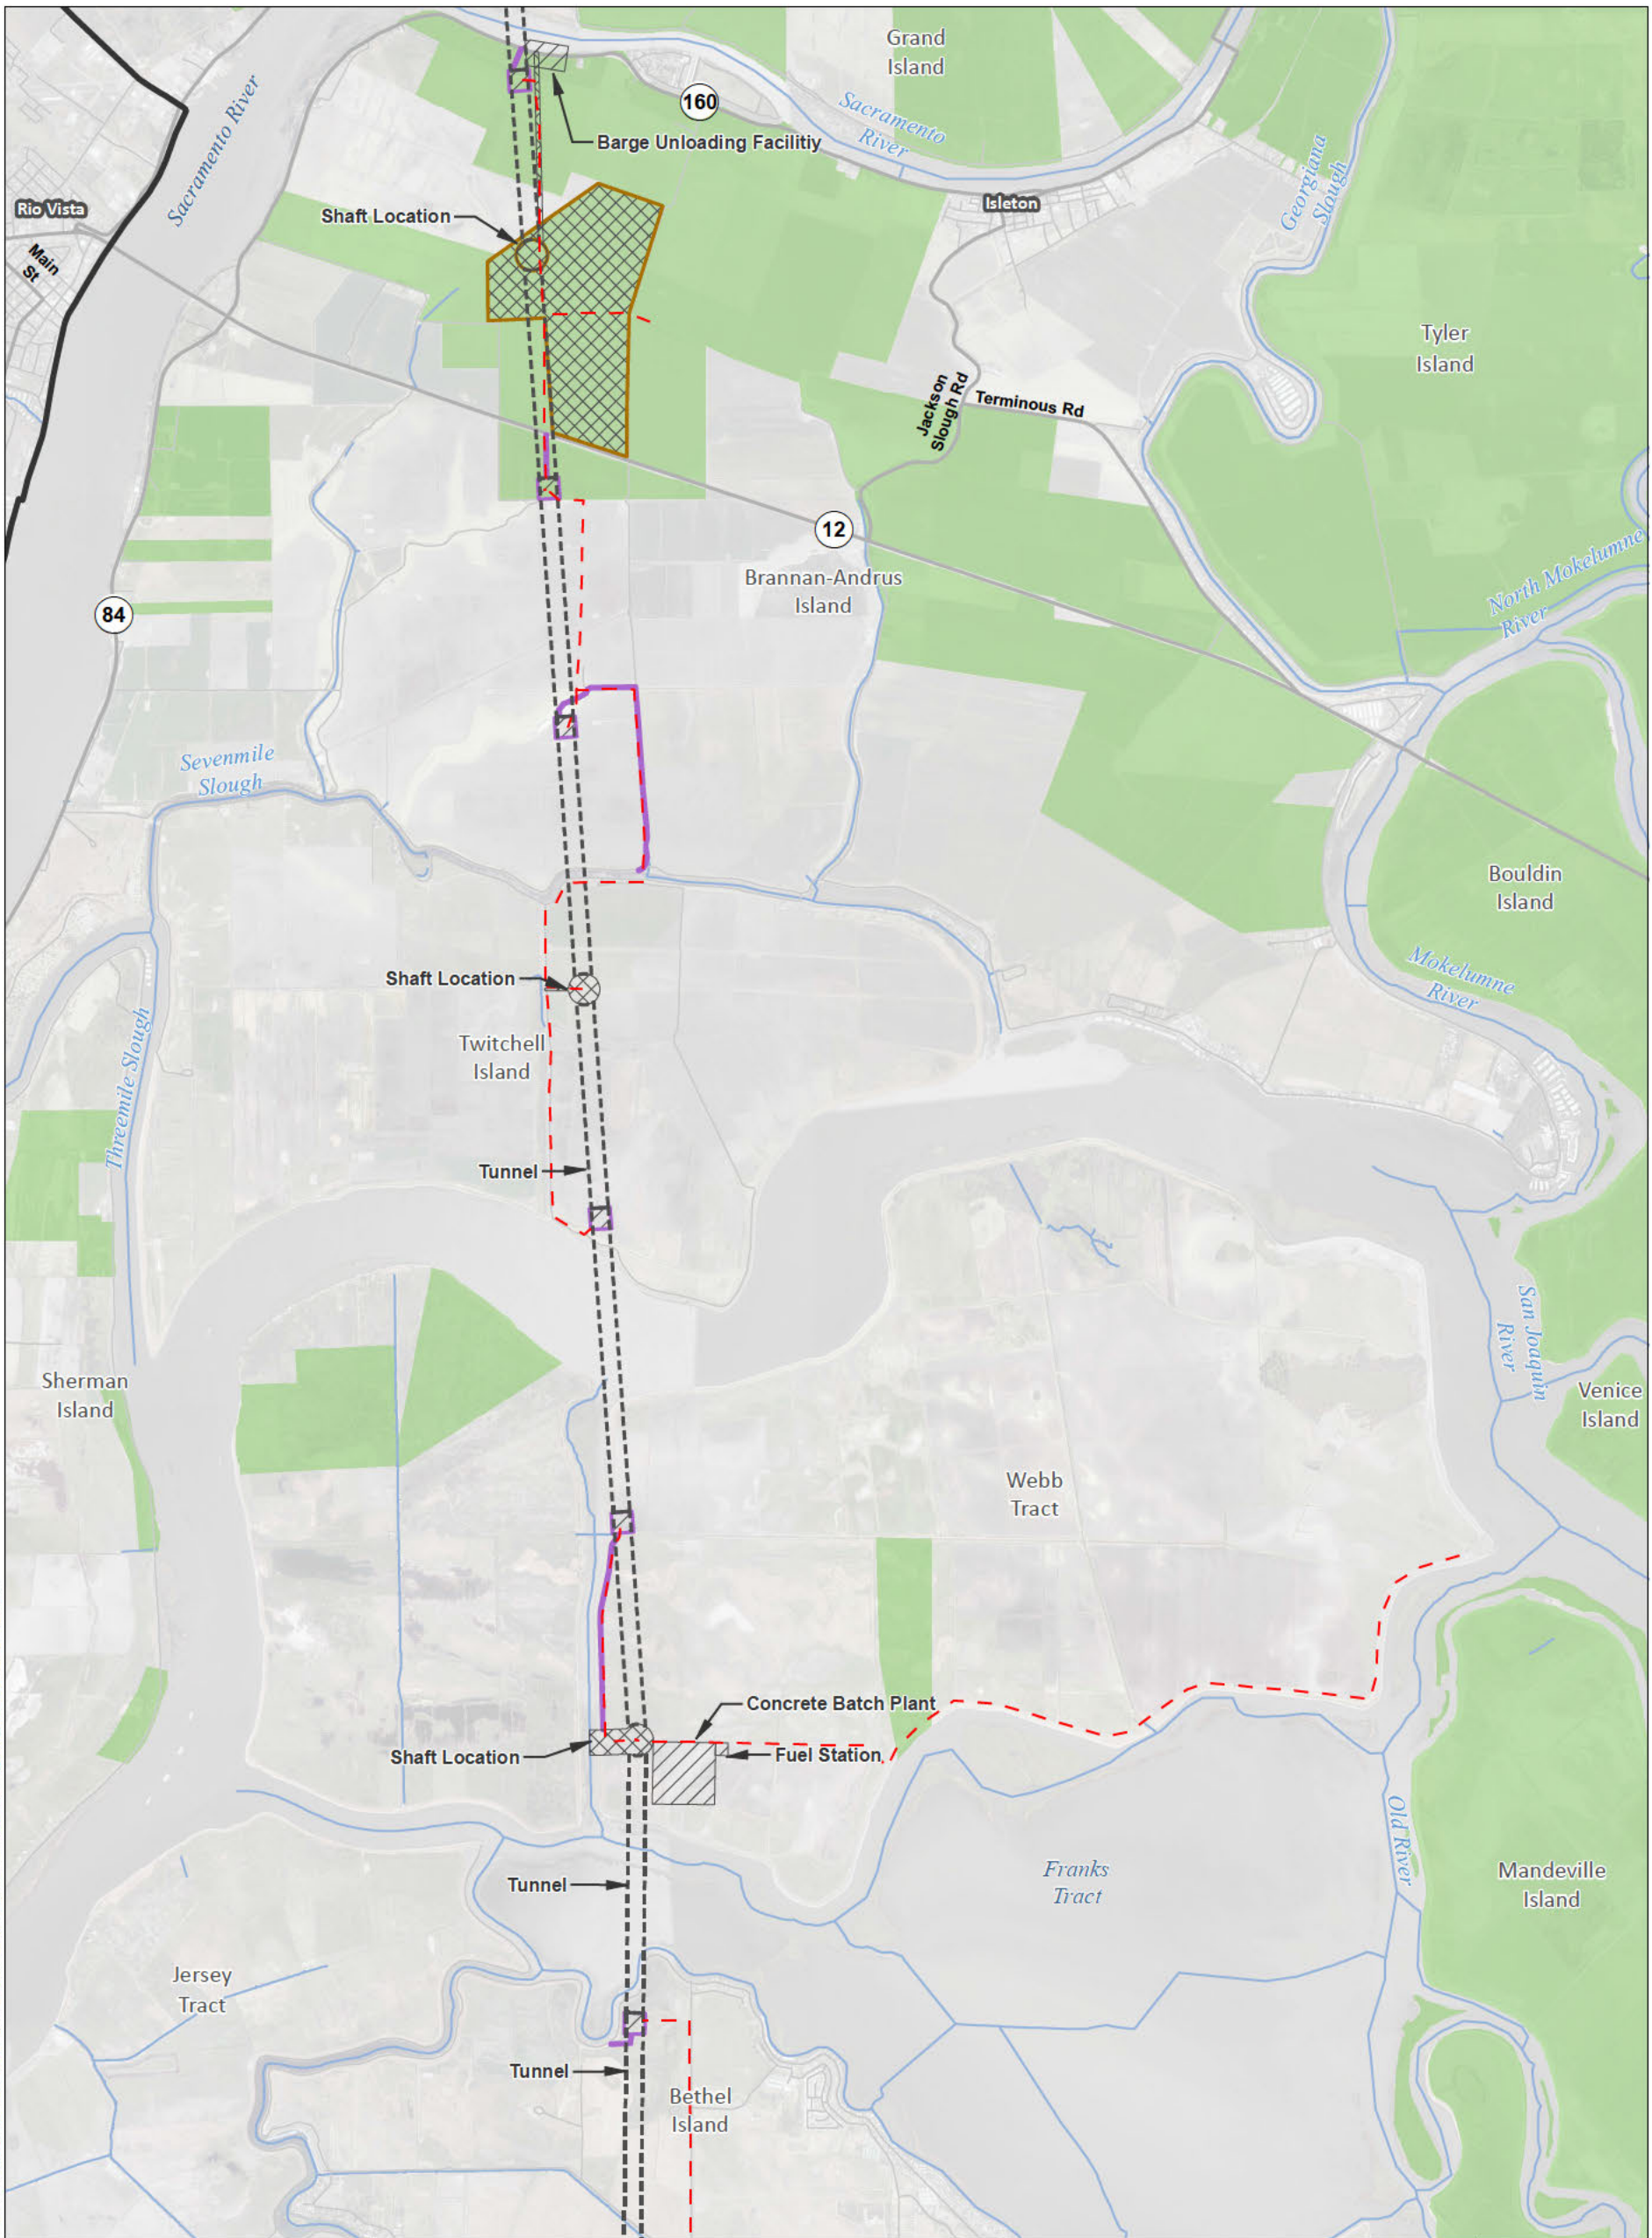 Grand
Island
160
Sacramento River
Sacramento
River
Barge Unloading Facilitiy
Georgiana
Slough
Rio Vista
Isleton
Shaft Location
Main
St
Tyler
Island
Jackson
Slough Rd
Terminous Rd
12
Brannan-Andrus
Island
North Mokelumne
River
84
Sevenmile
Slough
Bouldin
Island
Mokelumne
River
Shaft Location
Threemile Slough
Twitchell
Island
Tunnel
San Joaquin
River
Sherman
Island
Venice
Island
Webb
Tract
Concrete Batch Plant
Shaft Location
Fuel Station
Old River
Franks
Tract
Mandeville
Island
Tunnel
Jersey
Tract
Tunnel
Bethel
Island